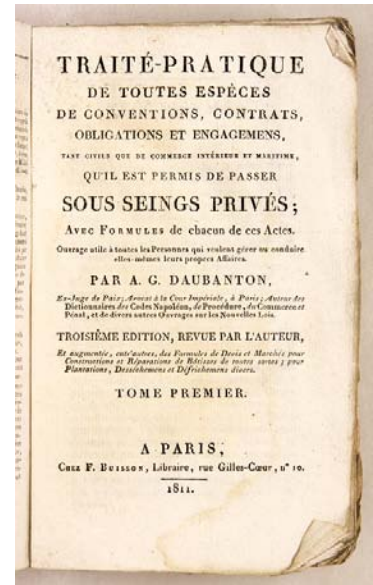 TRAITÉ-PRATIQUE
DE TOUTES ESPÈCES
DE CONVENTIONS, CONTRATS,
OBLIGATIONS ET ENGAGEMENS,
TANT CIVILS QUE DE COMMERCE INTÉRIEUR ET MARITIME,
QU'IL EST PERMIS DE PASSER
SOUS SEINGS PRIVÉS;
AVEC FORMULES de chacun de ces Actes.
Ouvrage utile à toutes les Personnes qui veulent gérer ou conduire
elles-mêmes leurs propres Affaires.
PAR A. G. DAUBANTON,
Ex-Juge de Paix; Avocat à la Cour Impériale, à Paris; Auteur des
Dictionnaires des Codes Napoléon, de Procédure, de Commerce et
Pénal, et de divers autres Ouvrages sur les Nouvelles Lois.
TROISIÈME EDITION, REVUE PAR L'AUTEUR,
Et augmentée, entr'autres, des Formules de Devis et Marchés pour
Constructions et Réparations de Bâtisses de toutes sortes; pour
Plantations, Desséchemens et Défrichemens divers.
TOME PREMIER.
A PARIS,
CHEZ F. BUISSON, Libraire, rue Gilles-Cœur, n° 10.
1811.